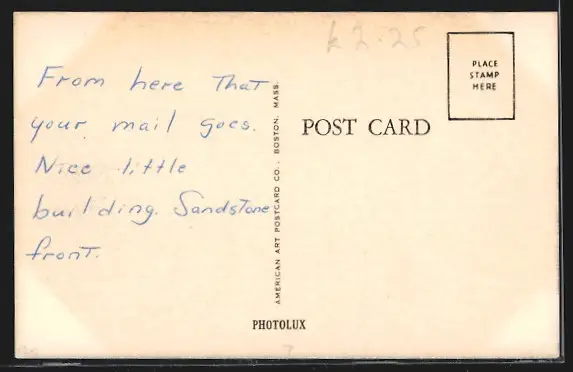 k 2.25
PLACE
STAMP
HERE
From here That
your mail goes.
Nice little
building. Sandstone
front.
POST CARD
AMERICAN ART POSTCARD CO., BOSTON, MASS.
PHOTOLUX